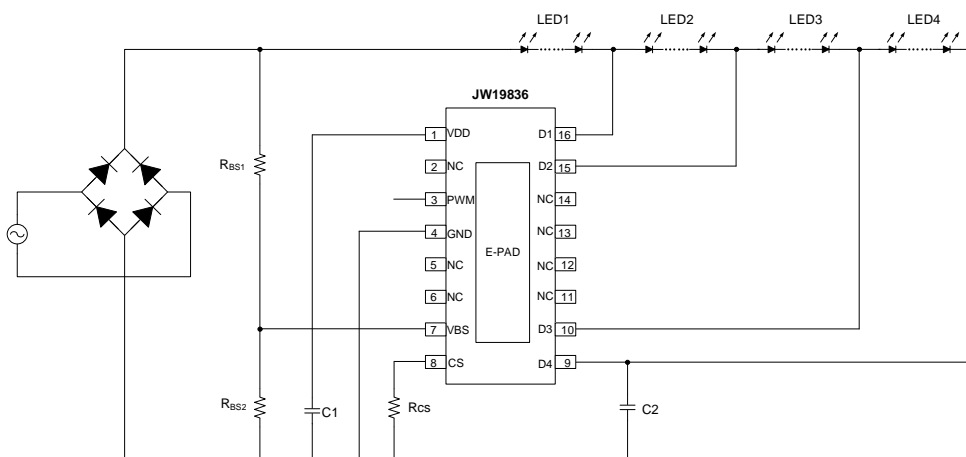 LED1 LED2 LED3 LED4
JW19836
1 VDD D1 16
2 NC D2 15
3 PWM NC 14
4 GND NC 13
E-PAD
5 NC NC 12
6 NC NC 11
7 VBS D3 10
8 CS D4 9
RBS1
RBS2
C1
Rcs
C2